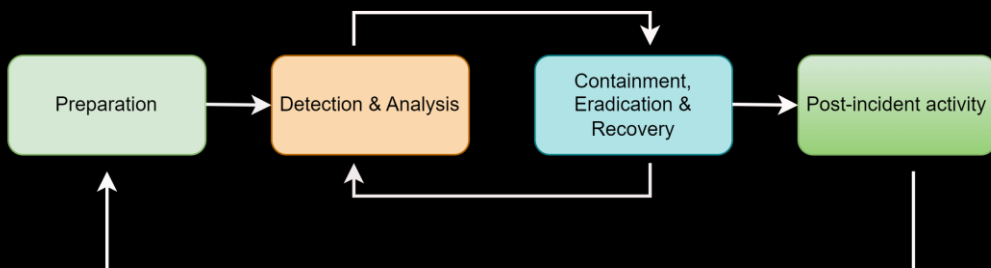 Preparation
Detection & Analysis
Containment,
Eradication &
Recovery
Post-incident activity